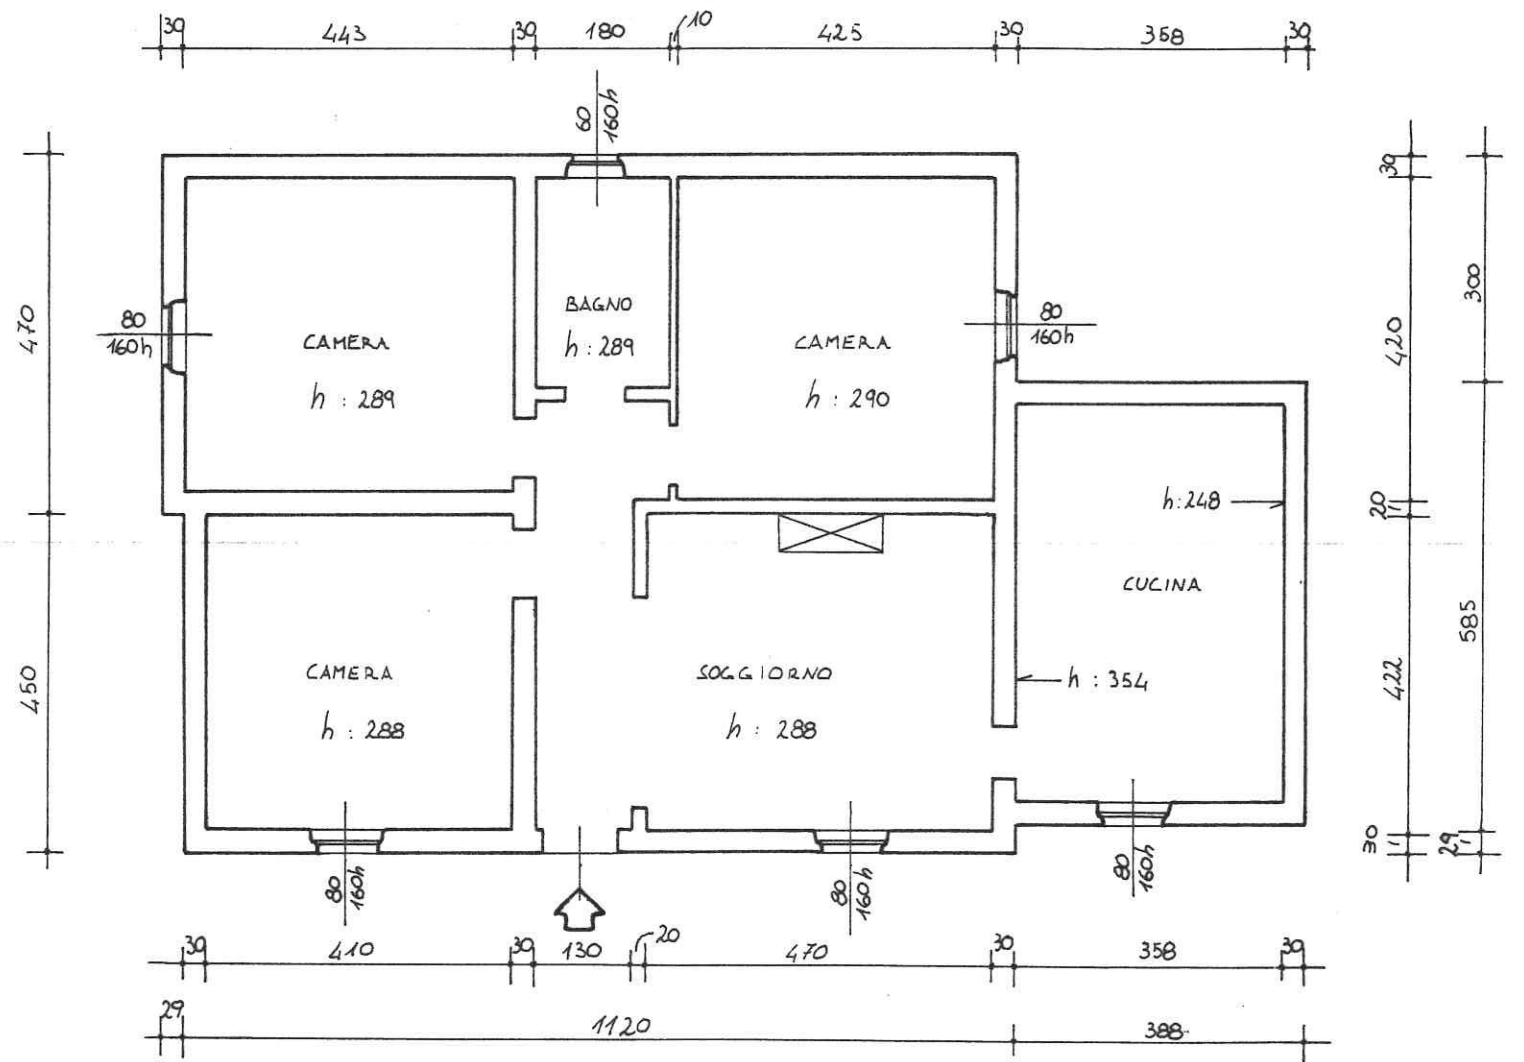 30 443 30 180 10 425 30 358 30
60
160h
30
470
300
BAGNO
h : 289
80
160h
80
160h
420
CAMERA
h : 289
CAMERA
h : 290
h : 248
20
CUCINA
585
450
CAMERA
h : 288
SOGGIORNO
h : 288
h : 354
422
30
29
80
160h
80
160h
80
160h
30 410 30 130 20 470 30 358 30
29 1120 388